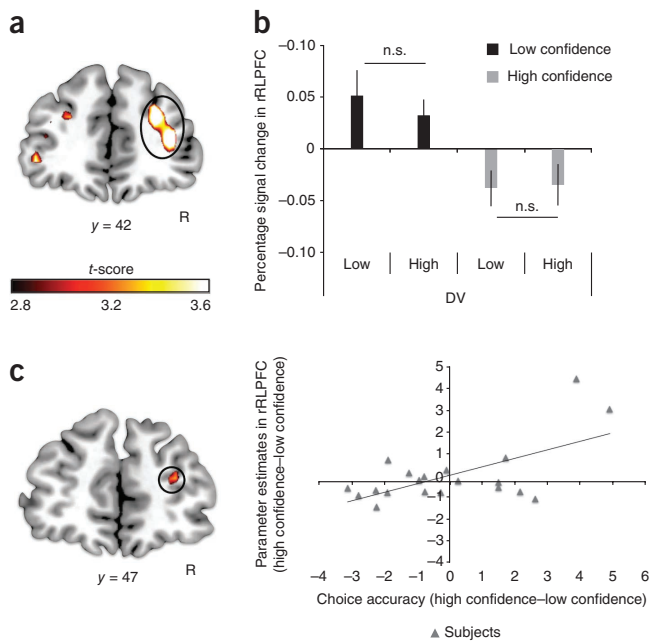 a
y = 42
R
t-score
2.8
3.2
3.6
b
Percentage signal change in rRLPFC
–0.10
0.05
0
–0.05
–0.10
n.s.
n.s.
Low confidence
High confidence
Low
High
Low
High
DV
c
y = 47
R
Parameter estimates in rRLPFC
(high confidence–low confidence)
5
4
3
2
1
0
–1
–2
–3
–4
–4
–3
–2
–1
0
1
2
3
4
5
6
Choice accuracy (high confidence–low confidence)
Subjects